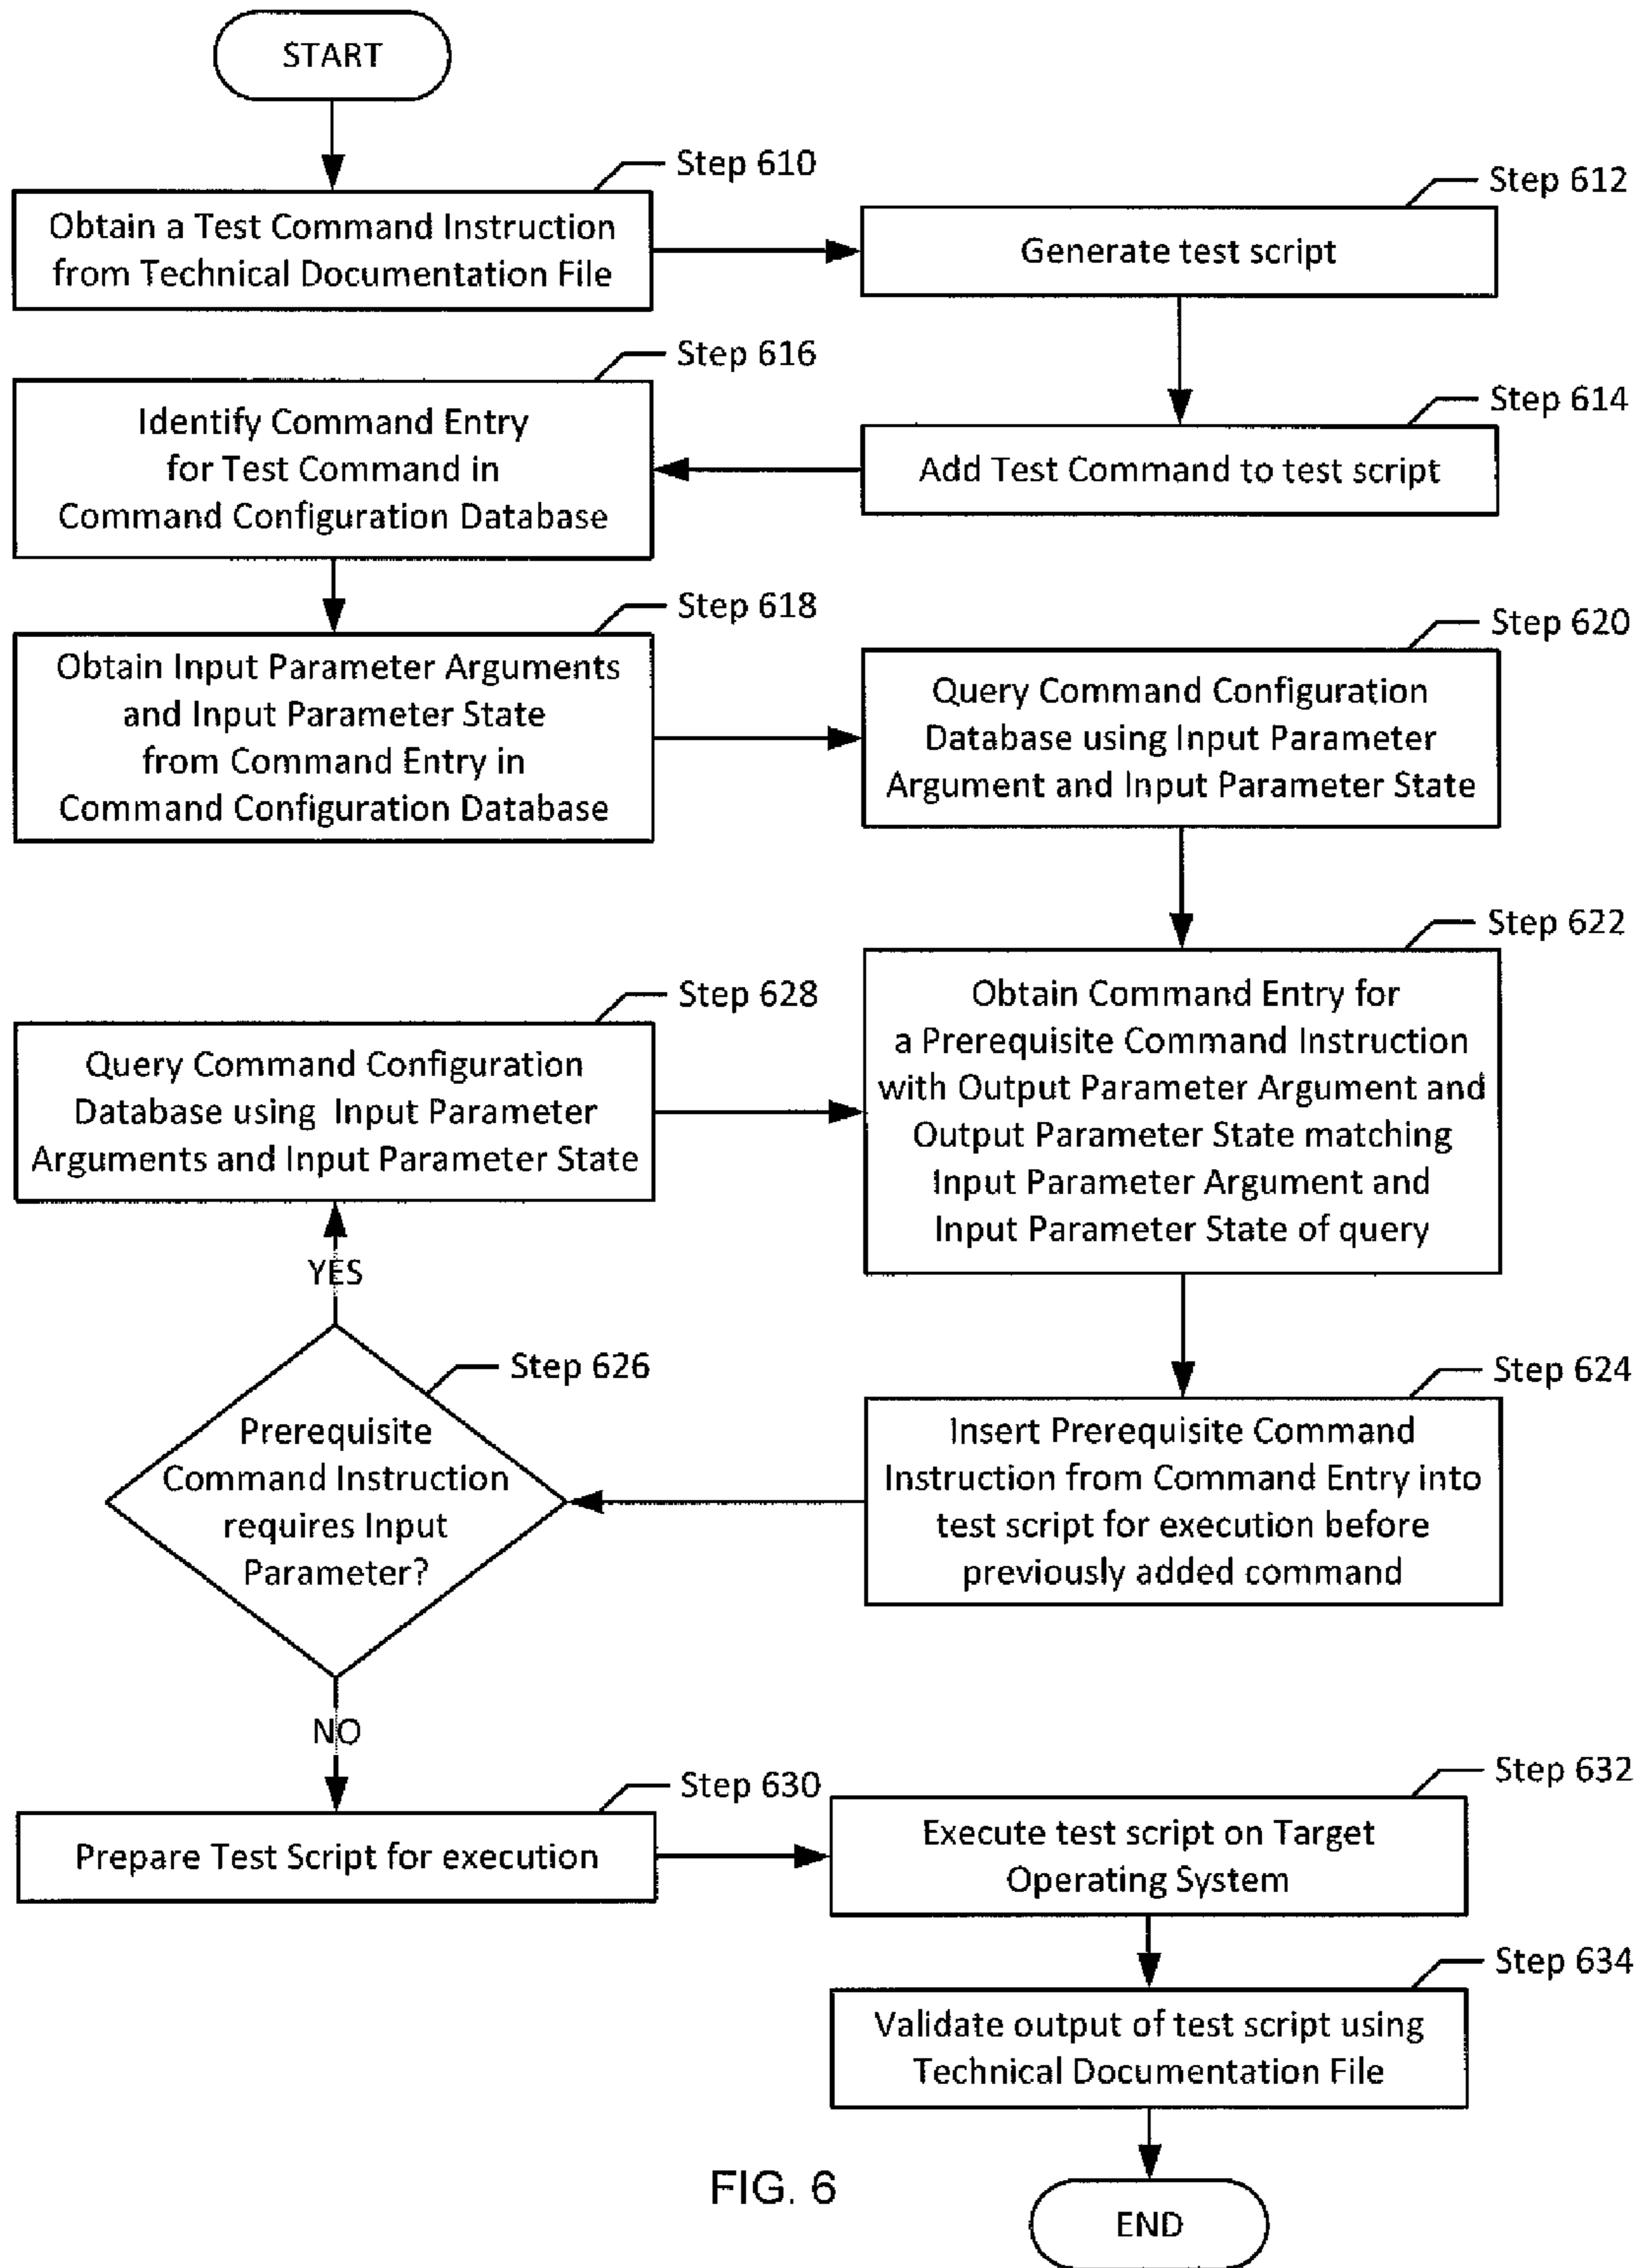 START
Step 610
Obtain a Test Command Instruction
from Technical Documentation File
Step 612
Generate test script
Step 614
Add Test Command to test script
Step 616
Identify Command Entry
for Test Command in
Command Configuration Database
Step 618
Obtain Input Parameter Arguments
and Input Parameter State
from Command Entry in
Command Configuration Database
Step 620
Query Command Configuration
Database using Input Parameter
Argument and Input Parameter State
Step 622
Obtain Command Entry for
a Prerequisite Command Instruction
with Output Parameter Argument and
Output Parameter State matching
Input Parameter Argument and
Input Parameter State of query
Step 624
Insert Prerequisite Command
Instruction from Command Entry into
test script for execution before
previously added command
Step 626
Prerequisite
Command Instruction
requires Input
Parameter?
YES
Step 628
Query Command Configuration
Database using Input Parameter
Arguments and Input Parameter State
NO
Step 630
Prepare Test Script for execution
Step 632
Execute test script on Target
Operating System
Step 634
Validate output of test script using
Technical Documentation File
END
FIG. 6